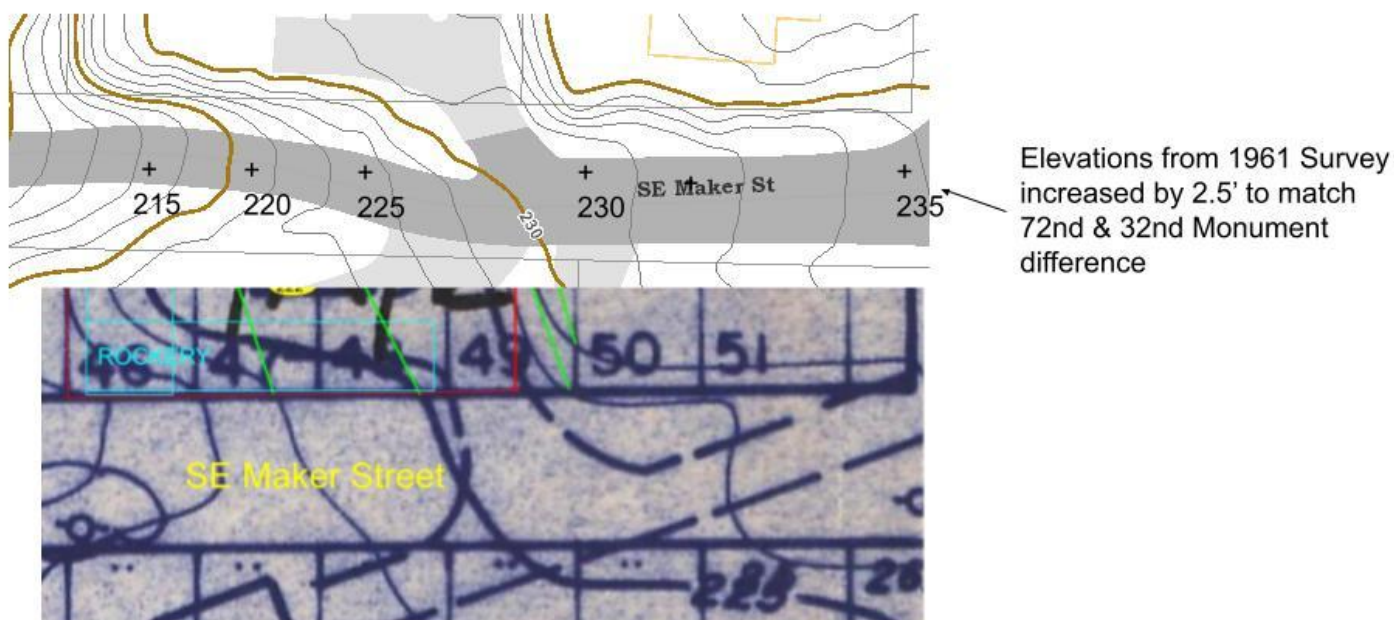 SE Maker St
215 220 225 230 235
230
Elevations from 1961 Survey
increased by 2.5’ to match
72nd & 32nd Monument
difference
ROCKERY
46 47 48 49 50 51
SE Maker Street